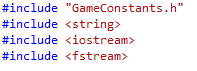 #include "GameConstants.h"
#include <string>
#include <iostream>
#include <fstream>